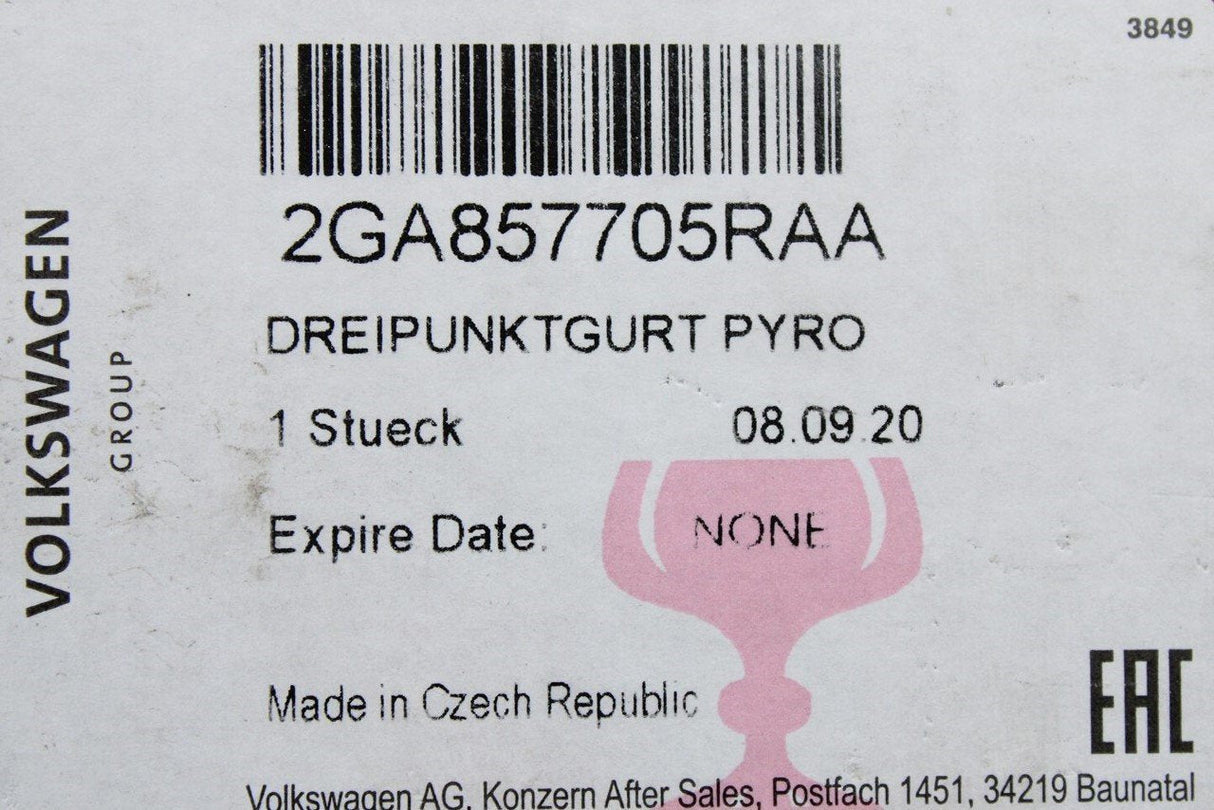 3849
2GA857705RAA
DREIPUNKTGURT PYRO
1 Stueck 08.09.20
Expire Date: NONE
Made in Czech Republic
EAC
Volkswagen AG, Konzern After Sales, Postfach 1451, 34219 Baunatal
VOLKSWAGEN
GROUP